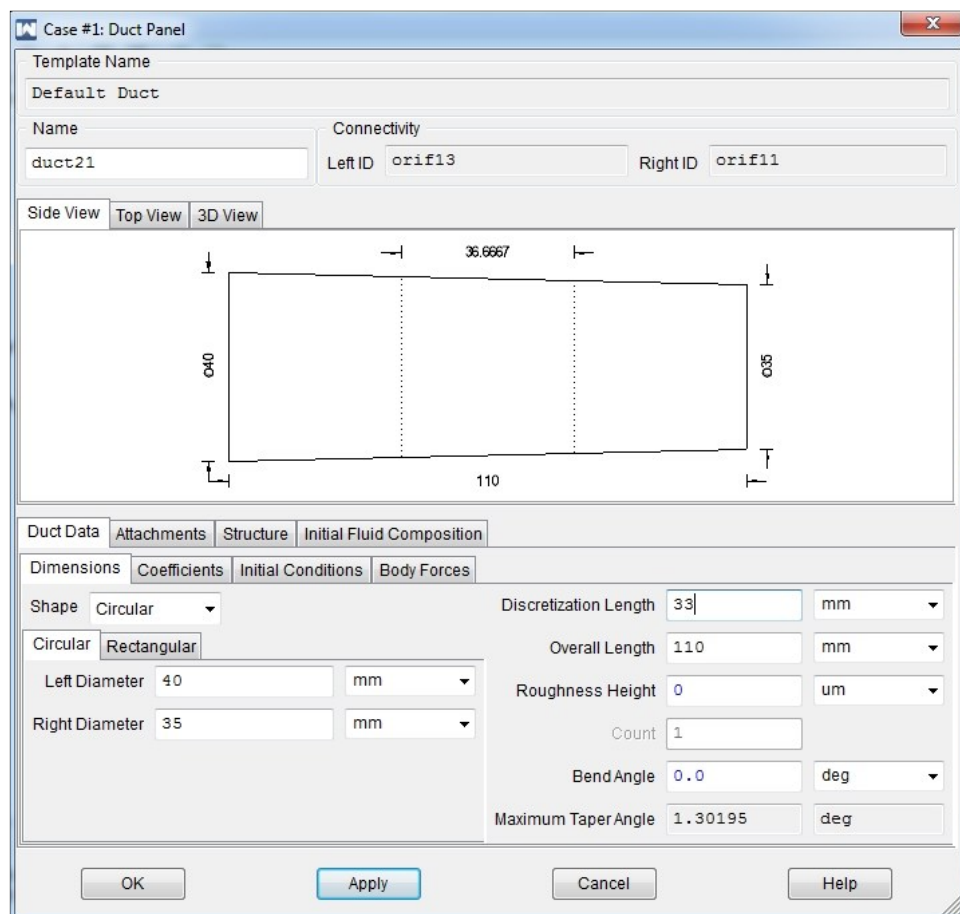 Case #1: Duct Panel
Template Name
Default Duct
Name
Connectivity
duct21
Left ID orif13 Right ID orif11
Side View Top View 3D View
36.6667
∅40
∅35
110
Duct Data Attachments Structure Initial Fluid Composition
Dimensions Coefficients Initial Conditions Body Forces
Shape Circular
Circular Rectangular
Left Diameter 40 mm
Right Diameter 35 mm
Discretization Length 33 mm
Overall Length 110 mm
Roughness Height 0 um
Count 1
Bend Angle 0.0 deg
Maximum Taper Angle 1.30195 deg
OK Apply Cancel Help